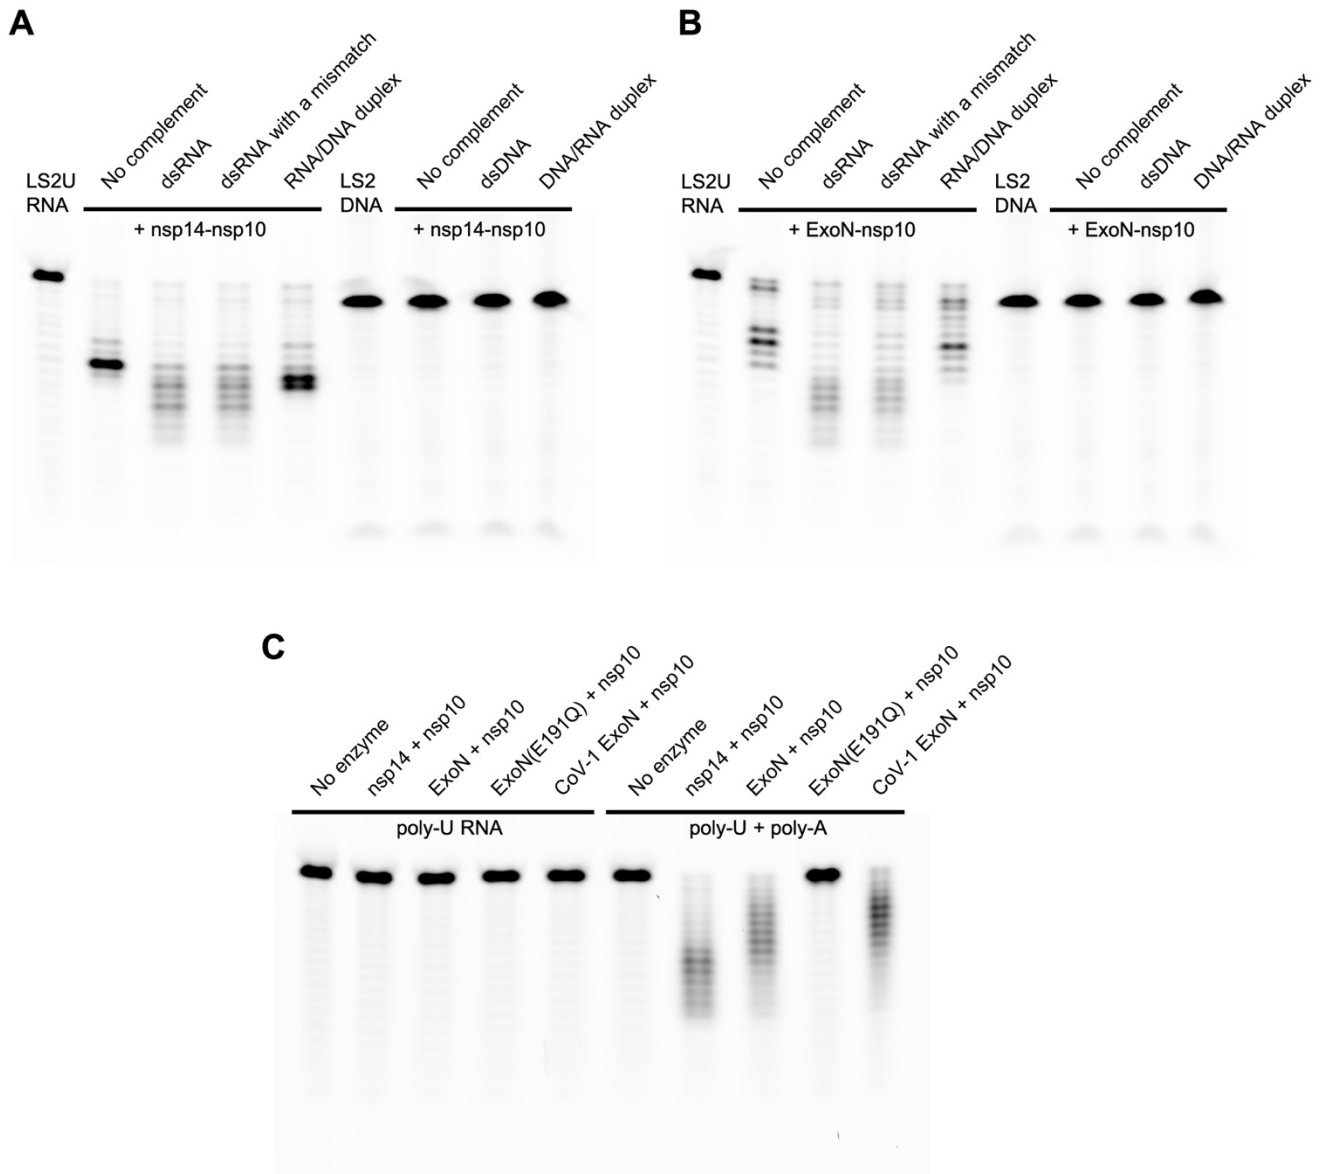 A
No complement
dsRNA
dsRNA with a mismatch
RNA/DNA duplex
No complement
dsDNA
DNA/RNA duplex
LS2U
RNA
LS2
DNA
+ nsp14-nsp10
+ nsp14-nsp10
B
No complement
dsRNA
dsRNA with a mismatch
RNA/DNA duplex
No complement
dsDNA
DNA/RNA duplex
LS2U
RNA
LS2
DNA
+ ExoN-nsp10
+ ExoN-nsp10
C
No enzyme
nsp14 + nsp10
ExoN + nsp10
ExoN(E191Q) + nsp10
CoV-1 ExoN + nsp10
No enzyme
nsp14 + nsp10
ExoN + nsp10
ExoN(E191Q) + nsp10
CoV-1 ExoN + nsp10
poly-U RNA
poly-U + poly-A